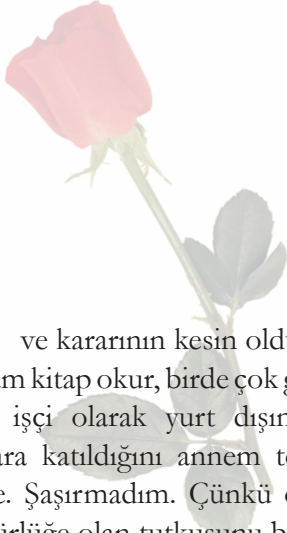 ve kararının kesin
kitap okur, birde çok
işçi olarak yurt
katıldığını annem
Şaşırmadım. Çünkü
olan tutkusunu